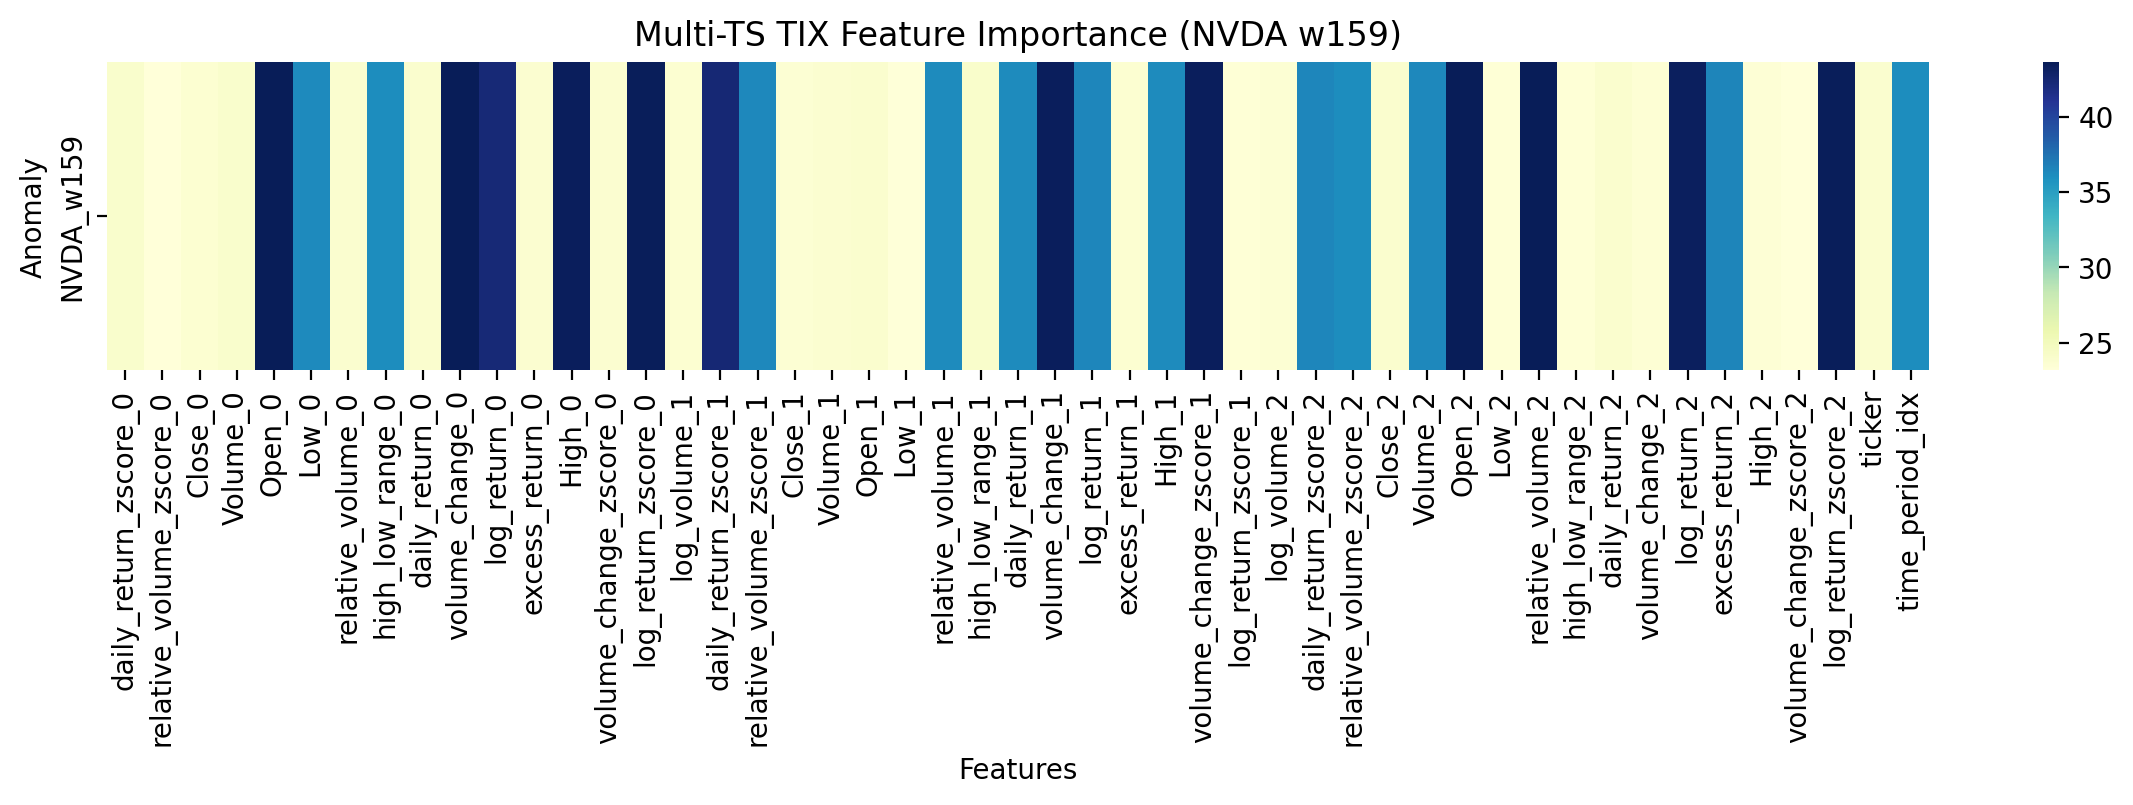 Multi-TS TIX Feature Importance (NVDA w159)
Anomaly
NVDA_w159
40
35
30
25
daily_return_zscore_0
relative_volume_zscore_0
Close_0
Volume_0
Open_0
Low_0
relative_volume_0
high_low_range_0
daily_return_0
volume_change_0
log_return_0
excess_return_0
High_0
volume_change_zscore_0
log_return_zscore_0
log_volume_1
daily_return_zscore_1
relative_volume_zscore_1
Close_1
Volume_1
Open_1
Low_1
relative_volume_1
high_low_range_1
daily_return_1
volume_change_1
log_return_1
excess_return_1
High_1
volume_change_zscore_1
log_return_zscore_1
log_volume_2
daily_return_zscore_2
relative_volume_zscore_2
Close_2
Volume_2
Open_2
Low_2
relative_volume_2
high_low_range_2
daily_return_2
volume_change_2
log_return_2
excess_return_2
High_2
volume_change_zscore_2
log_return_zscore_2
ticker
time_period_idx
Features